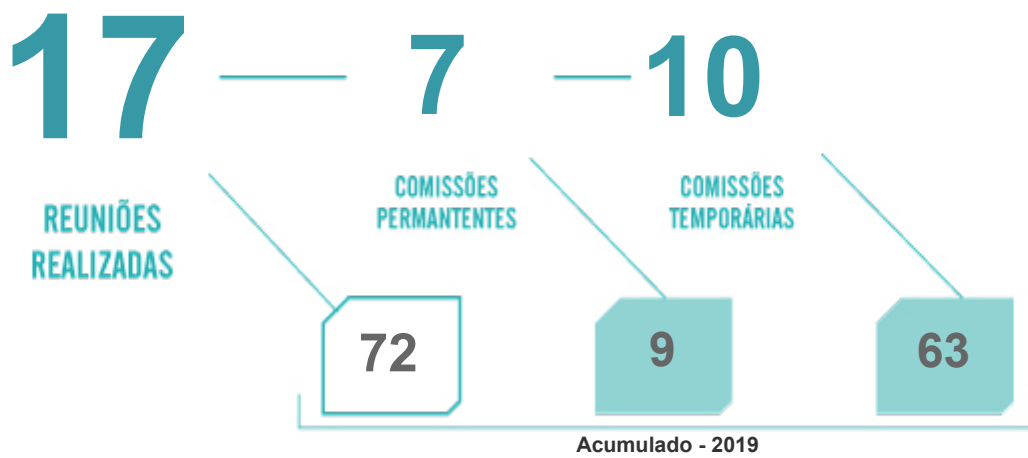 17
7
10
REUNIÕES
REALIZADAS
COMISSÕES
PERMANTENTES
COMISSÕES
TEMPORÁRIAS
72
9
63
Acumulado - 2019